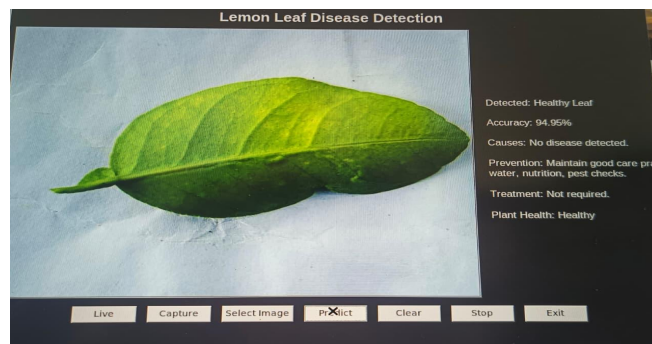 Lemon Leaf Disease Detection
Detected: Healthy Leaf
Accuracy: 94.95%
Causes: No disease detected.
Prevention: Maintain good care
water, nutrition, pest checks.
Treatment: Not required.
Plant Health: Healthy
Live Capture Select Image Predict Clear Stop Exit